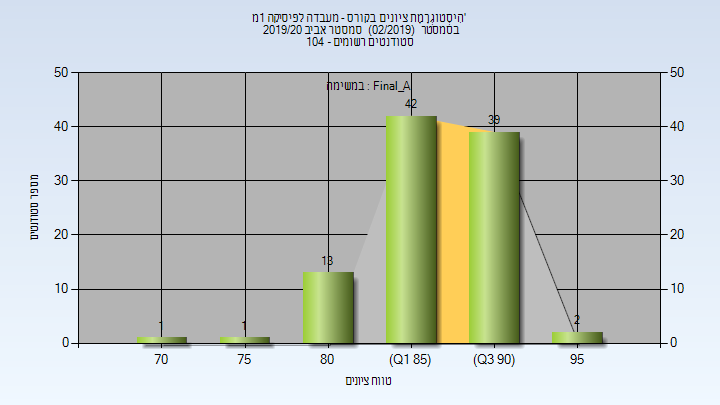 היסטוגרמת ציונים בקורס - מעבדה לפיסיקה 1מ'
בסמסטר (02/2019) סמסטר אביב 2019/20
סטודנטים רשומים - 104
במשימה : Final_A
מספר סטודנטים
50
40
30
20
10
0
50
40
30
20
10
0
1
1
13
42
39
2
70
75
80
(Q1 85)
(Q3 90)
95
טווח ציונים